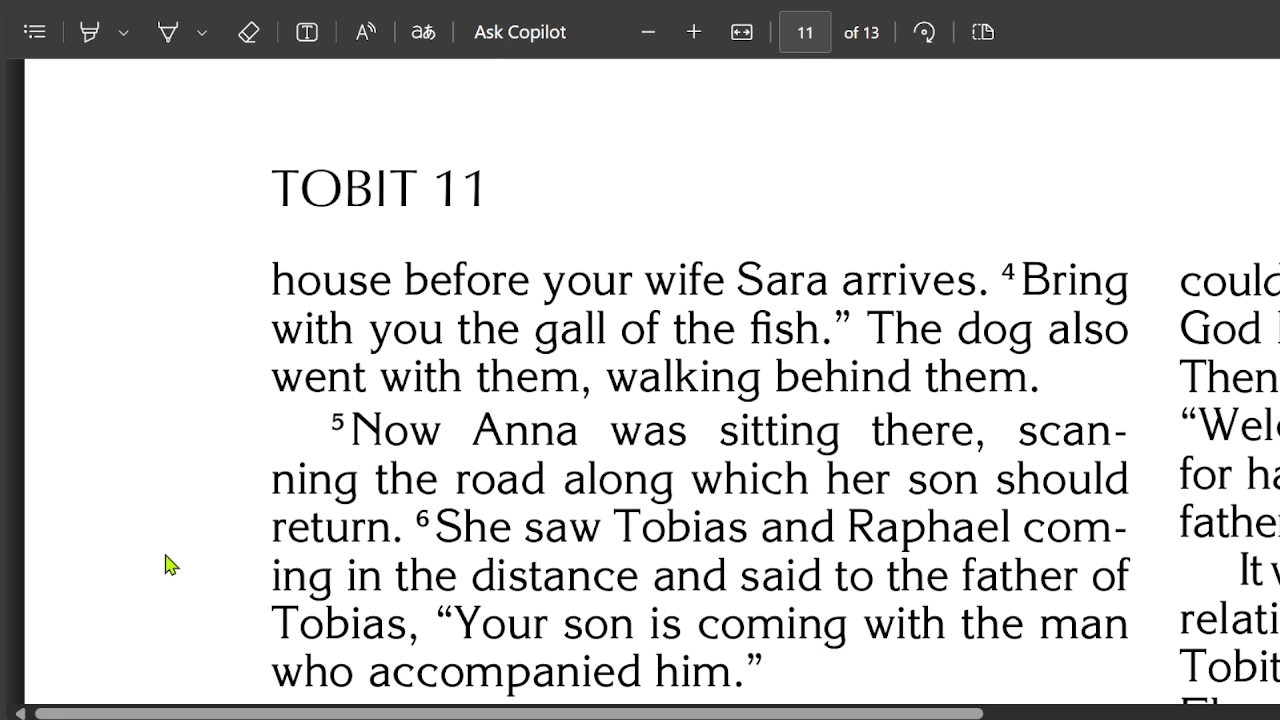 Ask Copilot 11 of 13
TOBIT 11
house before your wife Sara arrives. ⁴Bring
with you the gall of the fish.” The dog also
went with them, walking behind them.
⁵Now Anna was sitting there, scan-
ning the road along which her son should
return. ⁶She saw Tobias and Raphael com-
ing in the distance and said to the father of
Tobias, “Your son is coming with the man
who accompanied him.”
could
God
Then
for
It